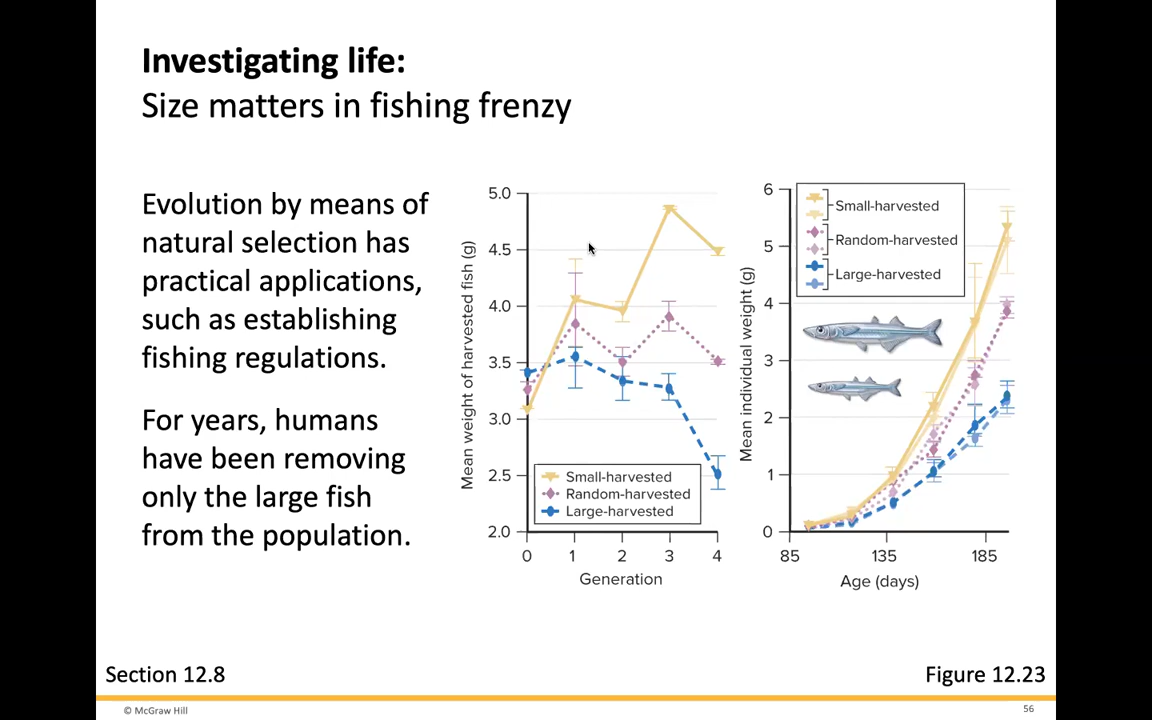 Investigating life:
Size matters in fishing frenzy
Evolution by means of
natural selection has
practical applications,
such as establishing
fishing regulations.
For years, humans
have been removing
only the large fish
from the population.
Mean weight of harvested fish (g)
5.0
4.5
4.0
3.5
3.0
2.5
2.0
Small-harvested
Random-harvested
Large-harvested
0 1 2 3 4
Generation
Mean individual weight (g)
6
5
4
3
2
1
0
Small-harvested
Random-harvested
Large-harvested
85 135 185
Age (days)
Section 12.8
Figure 12.23
© McGraw Hill
56